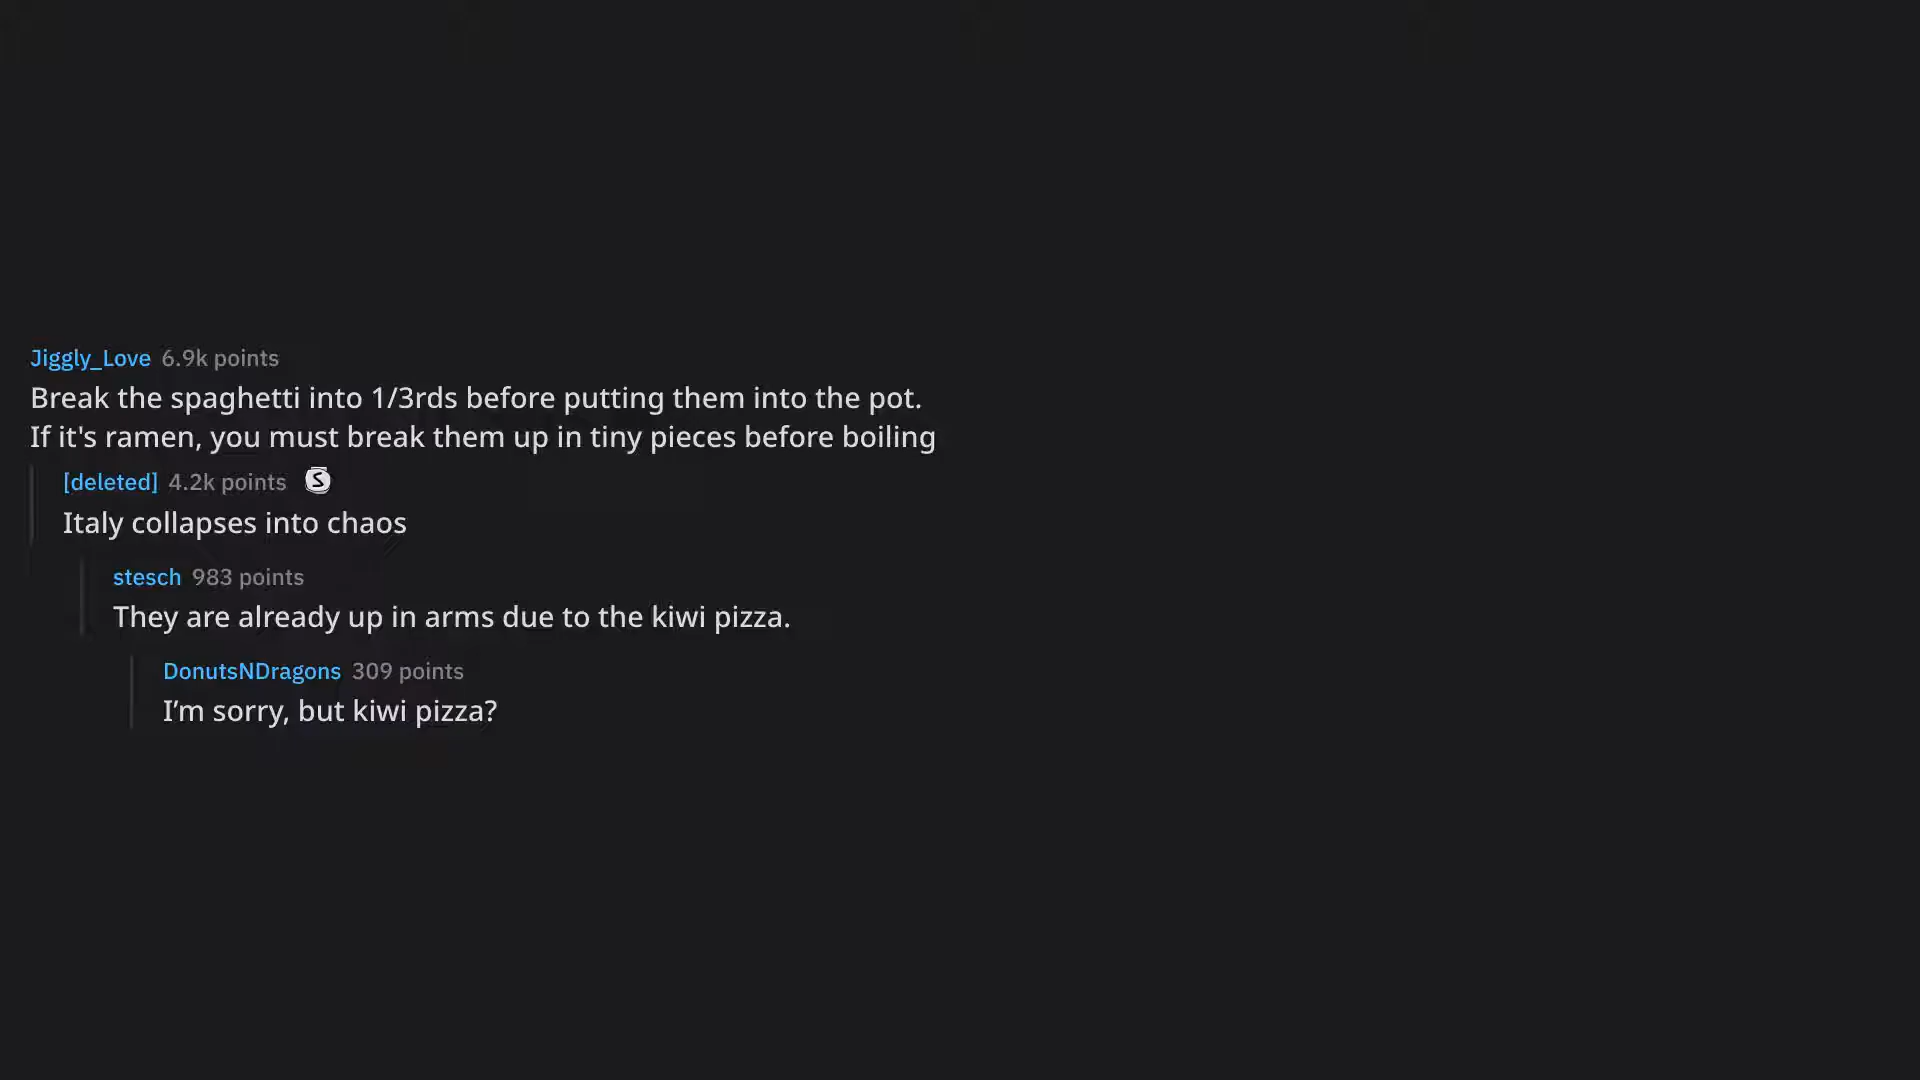 Jiggly_Love 6.9k points
Break the spaghetti into 1/3rds before putting them into the pot.
If it's ramen, you must break them up in tiny pieces before boiling
[deleted] 4.2k points S
Italy collapses into chaos
stesch 983 points
They are already up in arms due to the kiwi pizza.
DonutsNDragons 309 points
I’m sorry, but kiwi pizza?